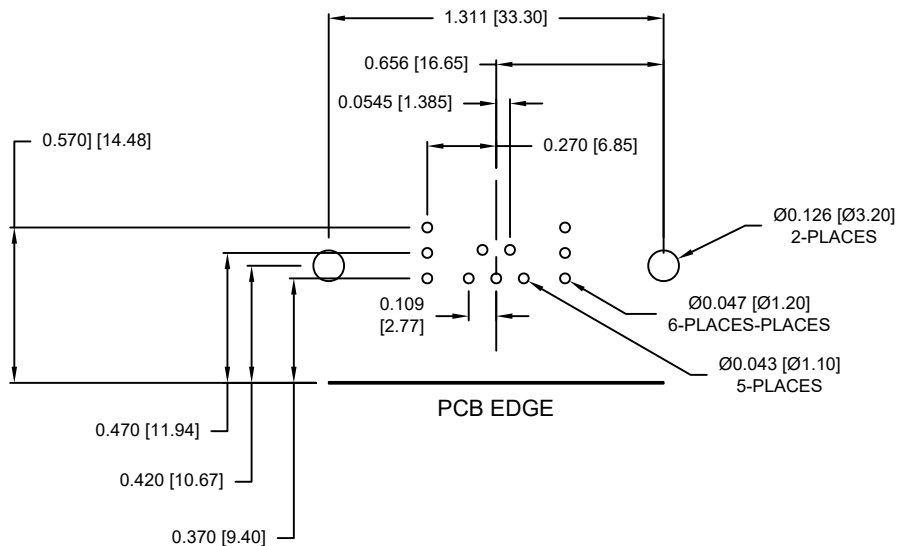 1.311 [33.30]
0.656 [16.65]
0.0545 [1.385]
0.570] [14.48]
0.270 [6.85]
Ø0.126 [Ø3.20]
2-PLACES
0.109
[2.77]
Ø0.047 [Ø1.20]
6-PLACES-PLACES
Ø0.043 [Ø1.10]
5-PLACES
PCB EDGE
0.470 [11.94]
0.420 [10.67]
0.370 [9.40]